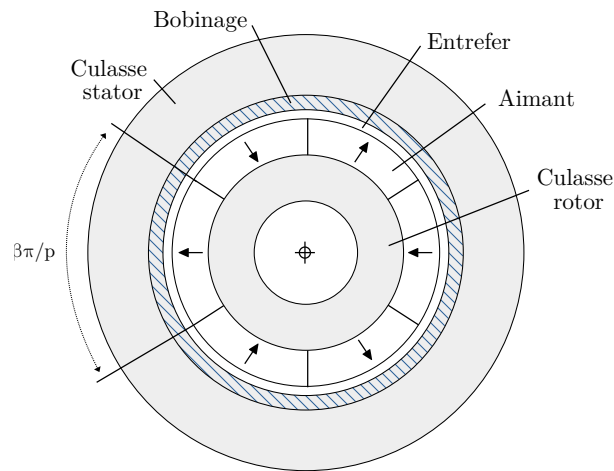 Bobinage
Entrefer
Culasse
stator
Aimant
Culasse
rotor
βπ/p